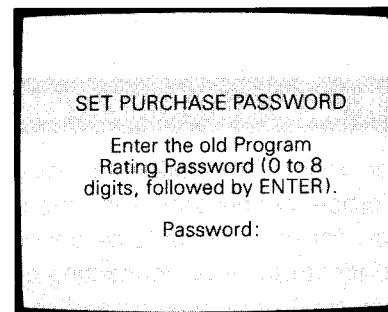 SET PURCHASE PASSWORD
Enter the old Program
Rating Password (0 to 8
digits, followed by ENTER).
Password: